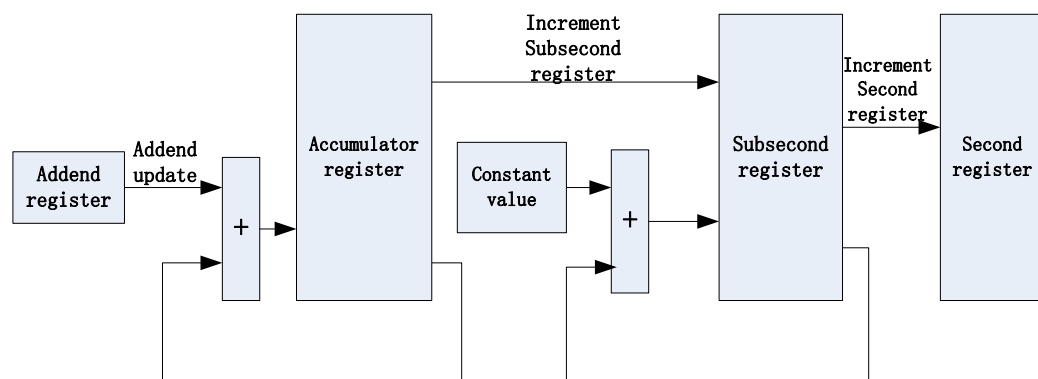 Increment
Subsecond
register
Increment
Second
register
Addend
update
Addend
register
+
Accumulator
register
Constant
value
+
Subsecond
register
Second
register